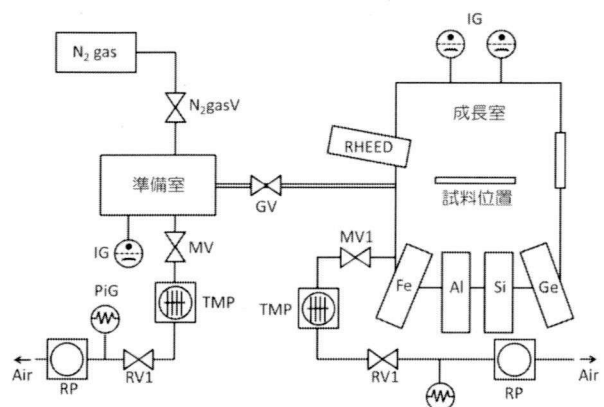 IG
N₂ gas
N₂gasV
成長室
RHEED
準備室
試料位置
GV
IG
MV
MV1
PiG
TMP
TMP
Fe
Al
Si
Ge
Air
RP
RV1
RV1
RP
Air